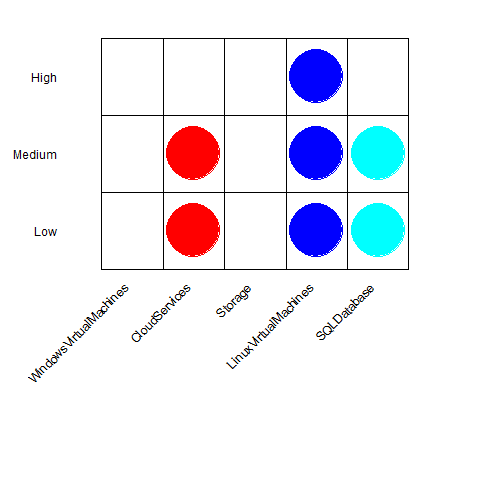 High
Medium
Low
WindowsVirtualMachines
CloudServices
Storage
LinuxVirtualMachines
SQLDatabase